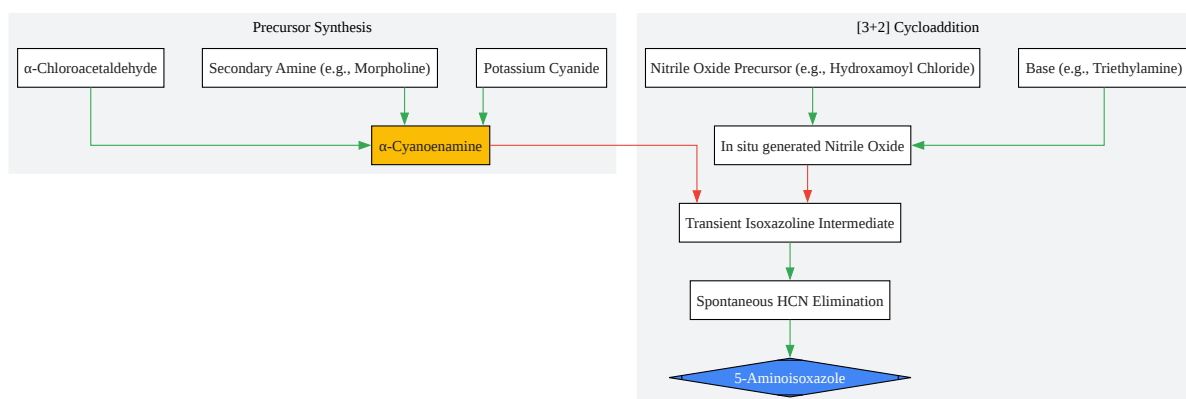 Precursor Synthesis
α-Chloroacetaldehyde
Secondary Amine (e.g., Morpholine)
Potassium Cyanide
α-Cyanoenamine
[3+2] Cycloaddition
Nitrile Oxide Precursor (e.g., Hydroxamoyl Chloride)
Base (e.g., Triethylamine)
In situ generated Nitrile Oxide
Transient Isoxazoline Intermediate
Spontaneous HCN Elimination
5-Aminoisoxazole